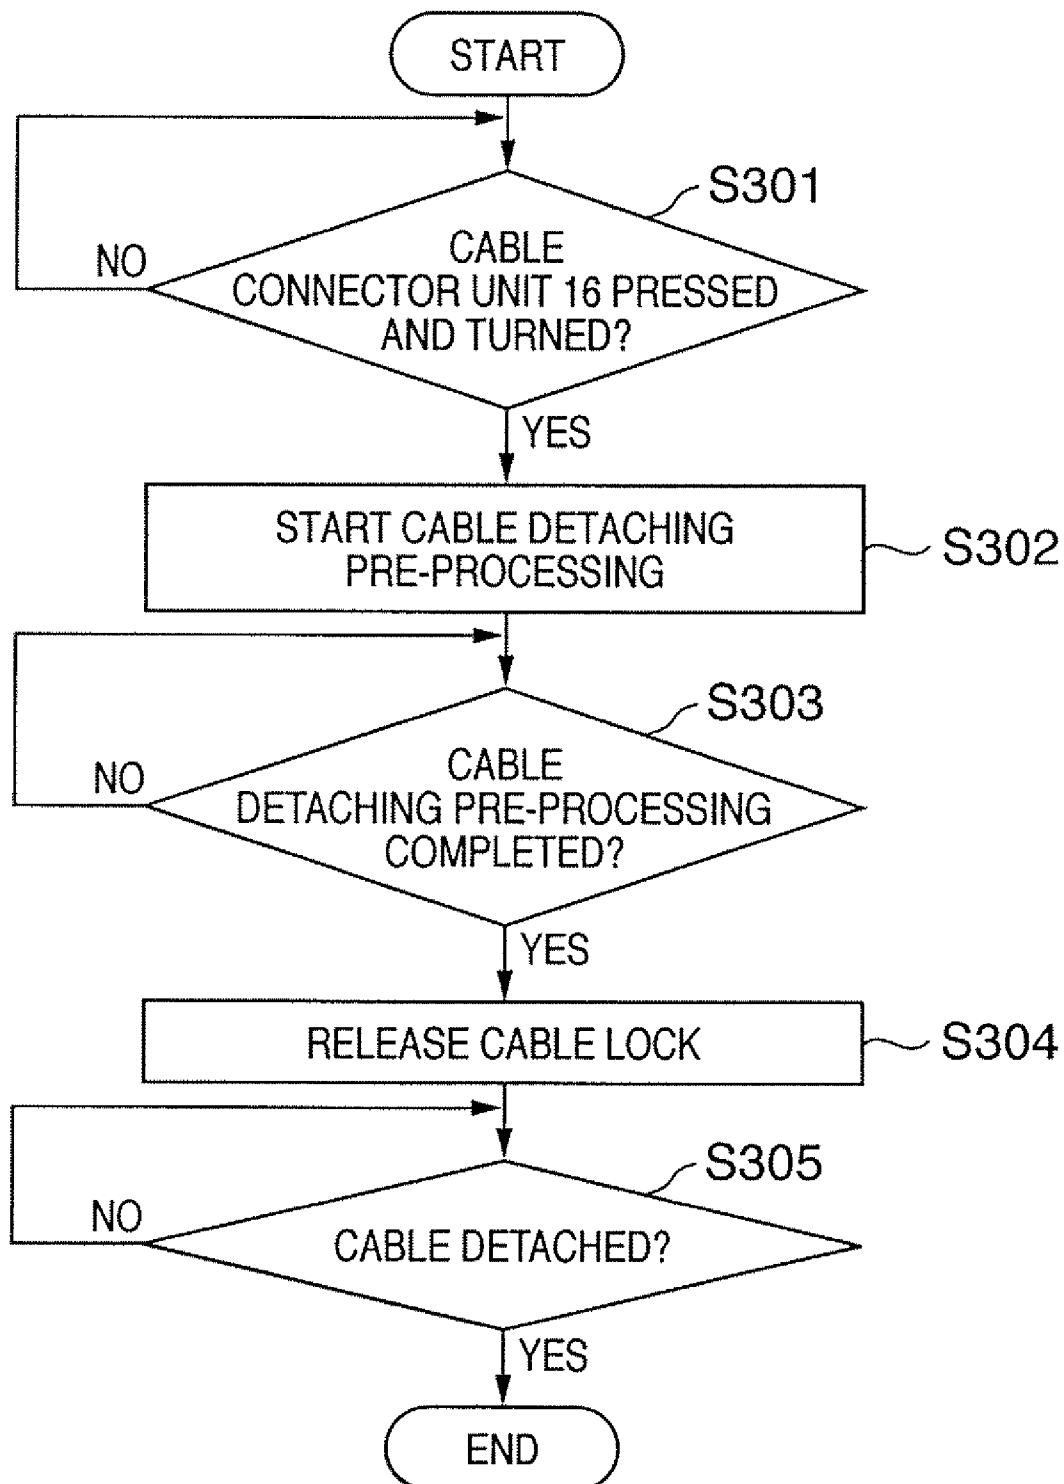 START
S301
CABLE
CONNECTOR UNIT 16 PRESSED
AND TURNED?
NO
YES
START CABLE DETACHING
PRE-PROCESSING
S302
S303
CABLE
DETACHING PRE-PROCESSING
COMPLETED?
NO
YES
RELEASE CABLE LOCK
S304
S305
CABLE DETACHED?
NO
YES
END